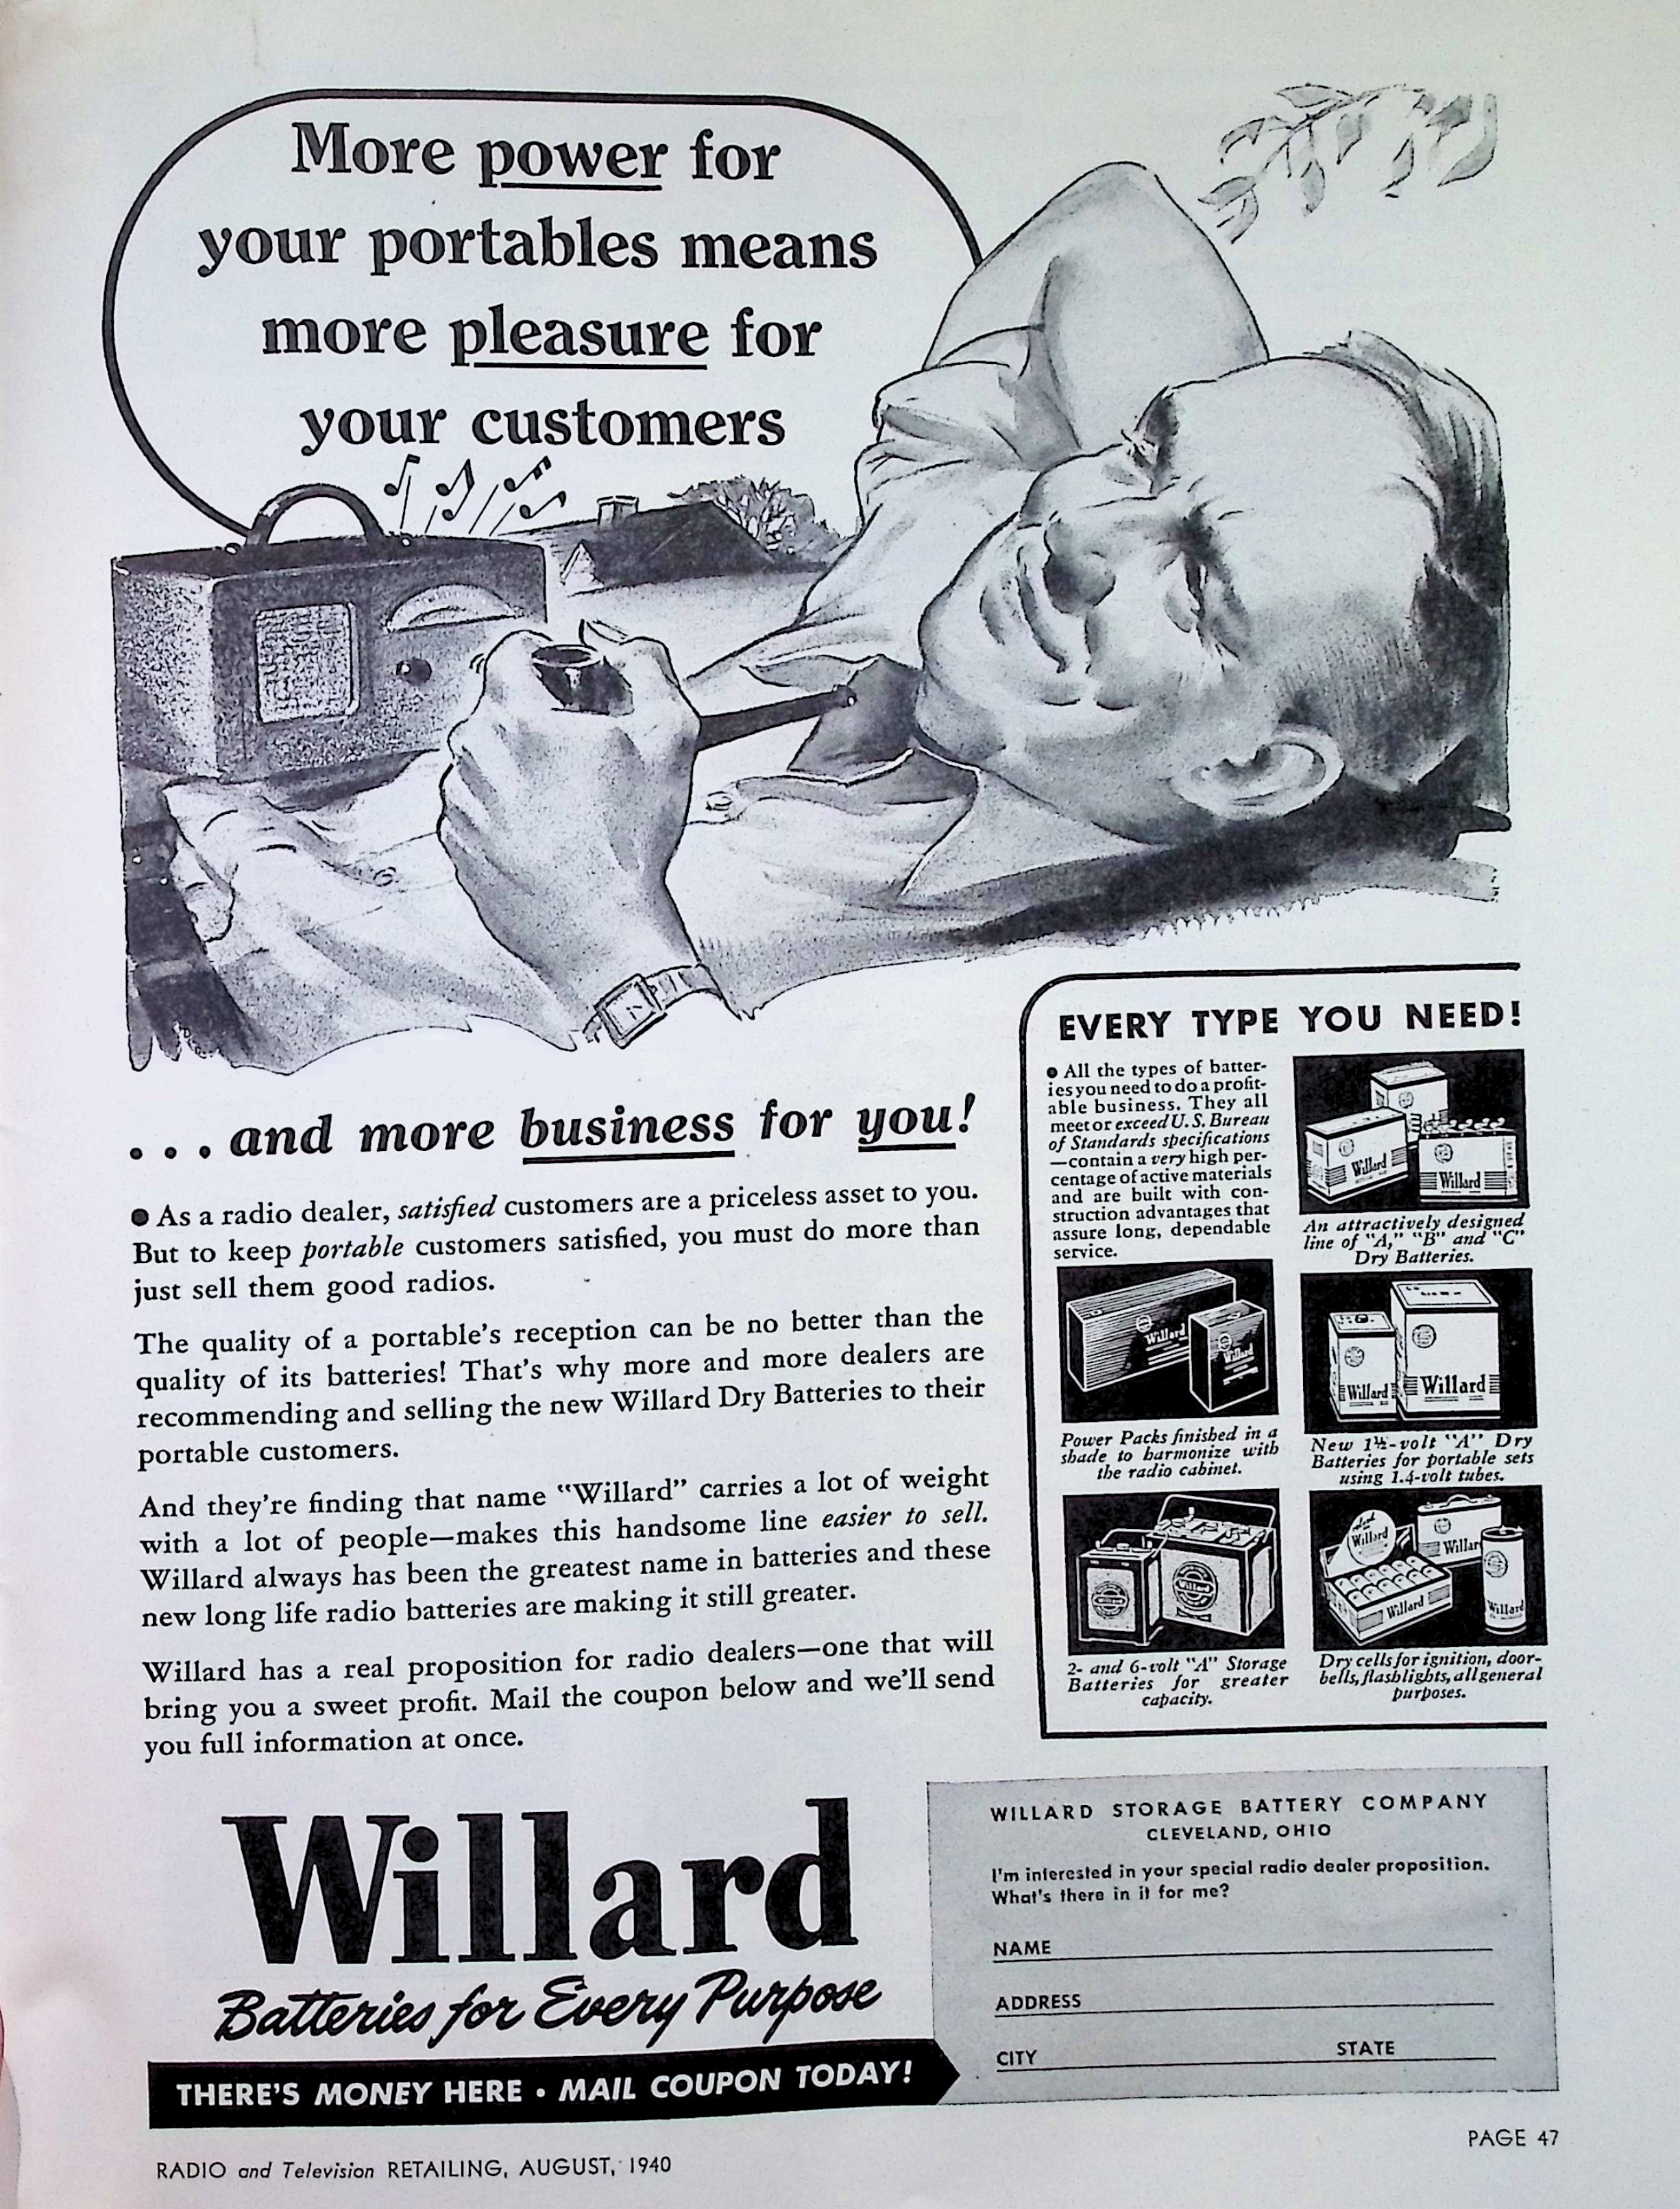 More power for
your portables means
more pleasure for
your customers
. . . and more business for you!
● As a radio dealer, satisfied customers are a priceless asset to you.
But to keep portable customers satisfied, you must do more than
just sell them good radios.
The quality of a portable's reception can be no better than the
quality of its batteries! That's why more and more dealers are
recommending and selling the new Willard Dry Batteries to their
portable customers.
And they're finding that name "Willard" carries a lot of weight
with a lot of people—makes this handsome line easier to sell.
Willard always has been the greatest name in batteries and these
new long life radio batteries are making it still greater.
Willard has a real proposition for radio dealers—one that will
bring you a sweet profit. Mail the coupon below and we'll send
you full information at once.
EVERY TYPE YOU NEED!
● All the types of batter-
ies you need to do a profit-
able business. They all
meet or exceed U.S. Bureau
of Standards specifications
—contain a very high per-
centage of active materials
and are built with con-
struction advantages that
assure long, dependable
service.
Willard
Willard
An attractively designed
line of "A," "B" and "C"
Dry Batteries.
Willard
Willard
Power Packs finished in a
shade to harmonize with
the radio cabinet.
Willard
Willard
New 1½-volt "A" Dry
Batteries for portable sets
using 1.4-volt tubes.
Willard
2- and 6-volt "A" Storage
Batteries for greater
capacity.
Willard
Willard
Willard
Willard
Dry cells for ignition, door-
bells, flashlights, all general
purposes.
Willard
Batteries for Every Purpose
THERE'S MONEY HERE • MAIL COUPON TODAY!
WILLARD STORAGE BATTERY COMPANY
CLEVELAND, OHIO
I'm interested in your special radio dealer proposition.
What's there in it for me?
NAME
ADDRESS
CITY STATE
RADIO and Television RETAILING, AUGUST, 1940
PAGE 47